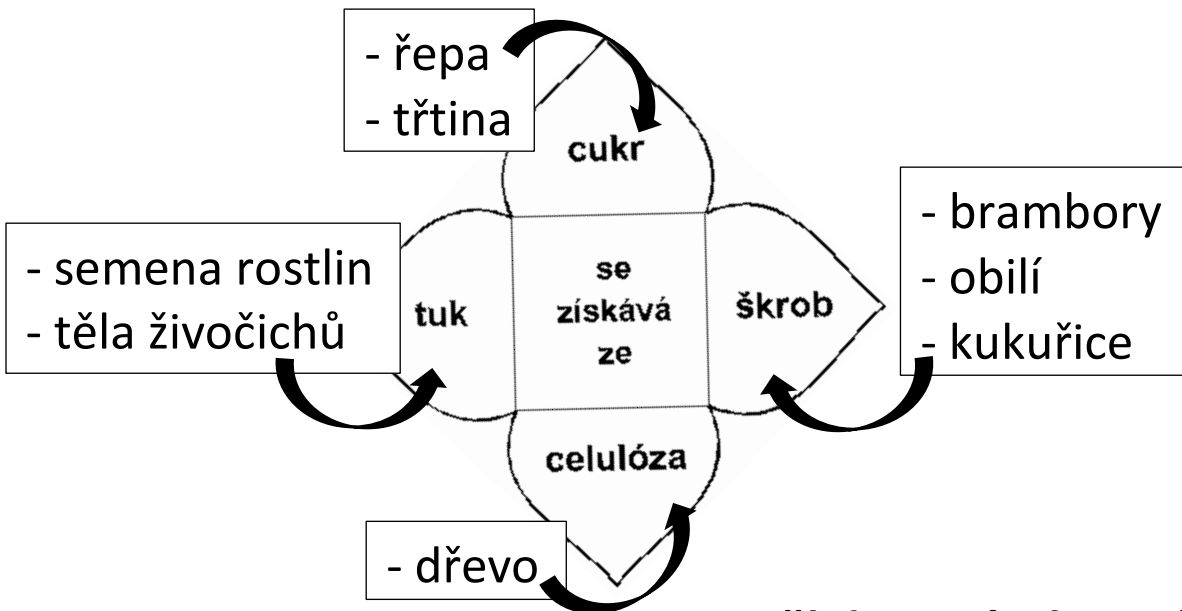 - řepa
- třtina
cukr
- brambory
- obilí
- kukuřice
- semena rostlin
- těla živočichů
tuk
se
získává
ze
škrob
celulóza
- dřevo